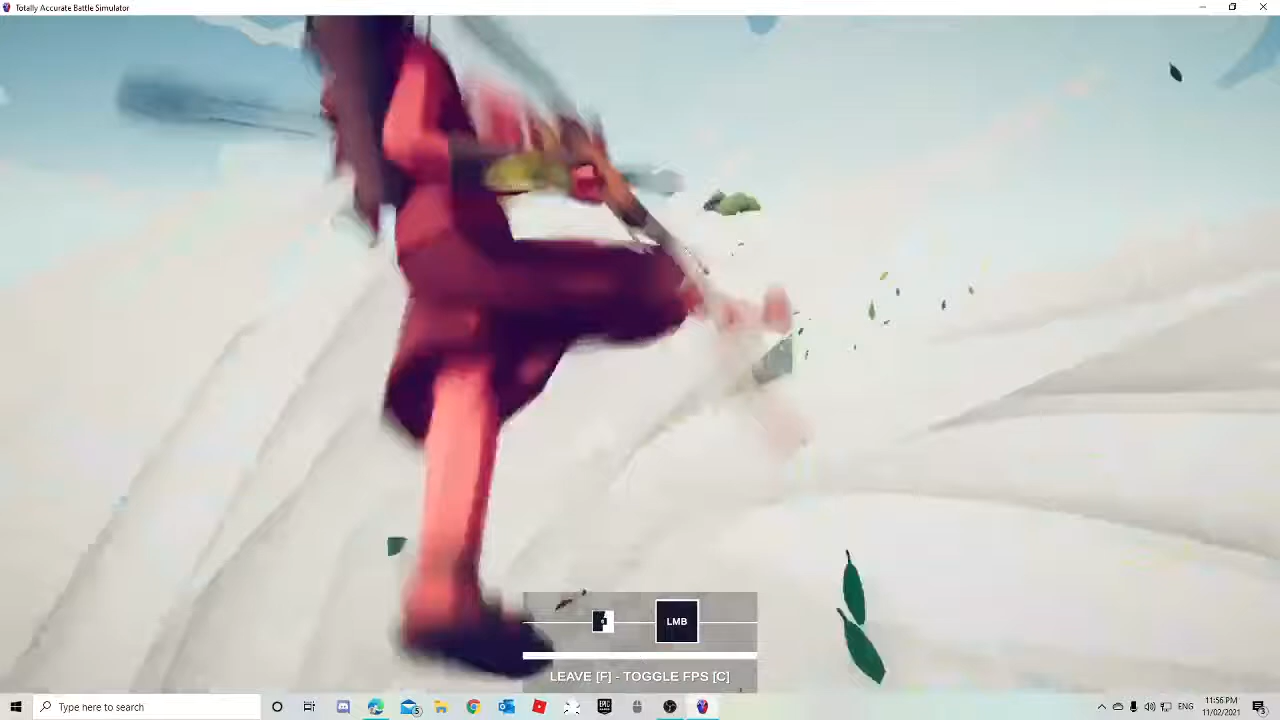 Totally Accurate Battle Simulator
LMB
LEAVE [F] - TOGGLE FPS [C]
Type here to search
EPIC
ENG
11:56 PM
11/02/2021